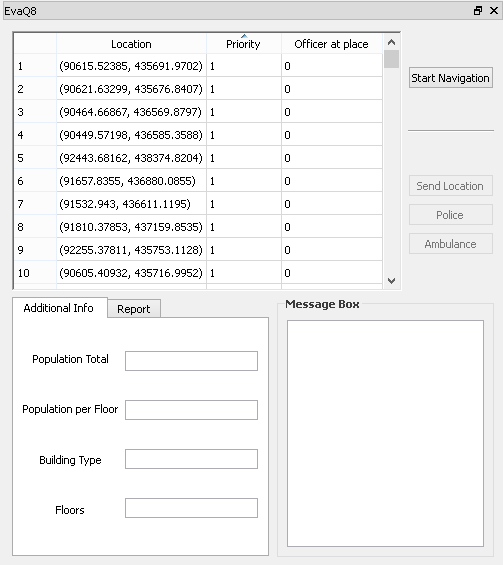 EvaQ8
Location Priority Officer at place
1 (90615.52385, 435691.9702) 1 0
2 (90621.63299, 435676.8407) 1 0
3 (90464.66867, 436569.8797) 1 0
4 (90449.57198, 436585.3588) 1 0
5 (92443.68162, 438374.8204) 1 0
6 (91657.8355, 436880.0855) 1 0
7 (91532.943, 436611.1195) 1 0
8 (91810.37853, 437159.8535) 1 0
9 (92255.37811, 435753.1128) 1 0
10 (90605.40932, 435716.9952) 1 0
Start Navigation
Send Location
Police
Ambulance
Additional Info Report
Population Total
Population per Floor
Building Type
Floors
Message Box